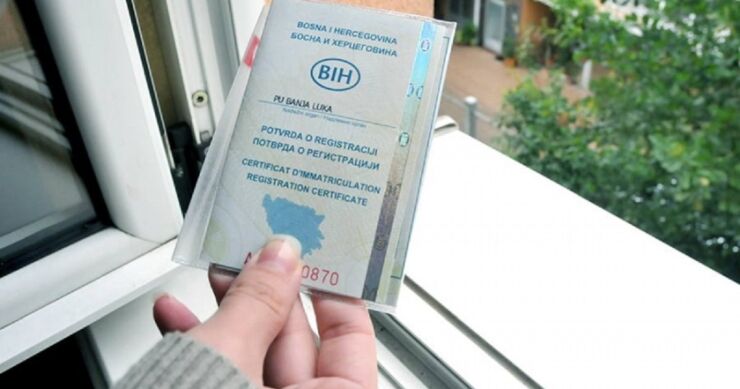 BOSNA I HERCEGOVINA
БОСНА И ХЕРЦЕГОВИНА
BIH
PU BANJA LUKA
POTVRDA O REGISTRACIJI
ПОТВРДА О РЕГИСТРАЦИЈИ
CERTIFICAT D'IMMATRICULATION
REGISTRATION CERTIFICATE
0870